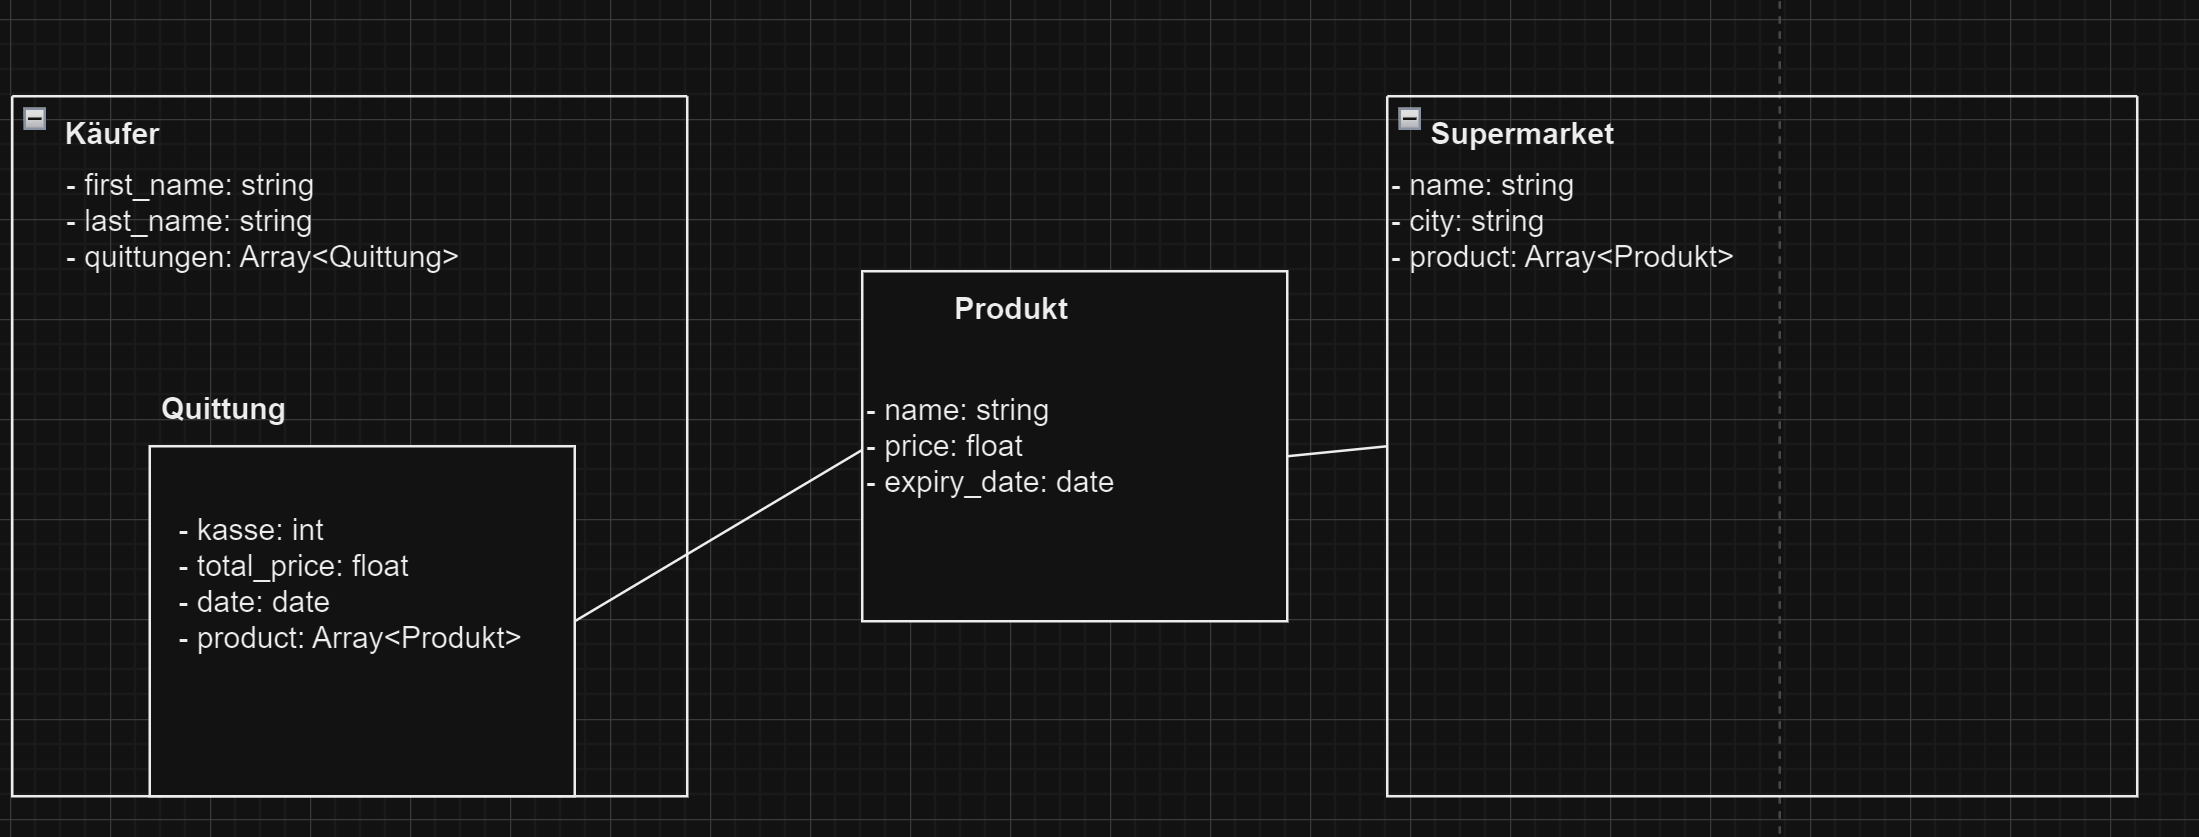 Käufer
- first_name: string
- last_name: string
- quittungen: Array<Quittung>
Quittung
- kasse: int
- total_price: float
- date: date
- product: Array<Produkt>
Produkt
- name: string
- price: float
- expiry_date: date
Supermarket
- name: string
- city: string
- product: Array<Produkt>